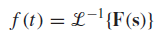 f(t) = ℒ⁻¹{F(s)}